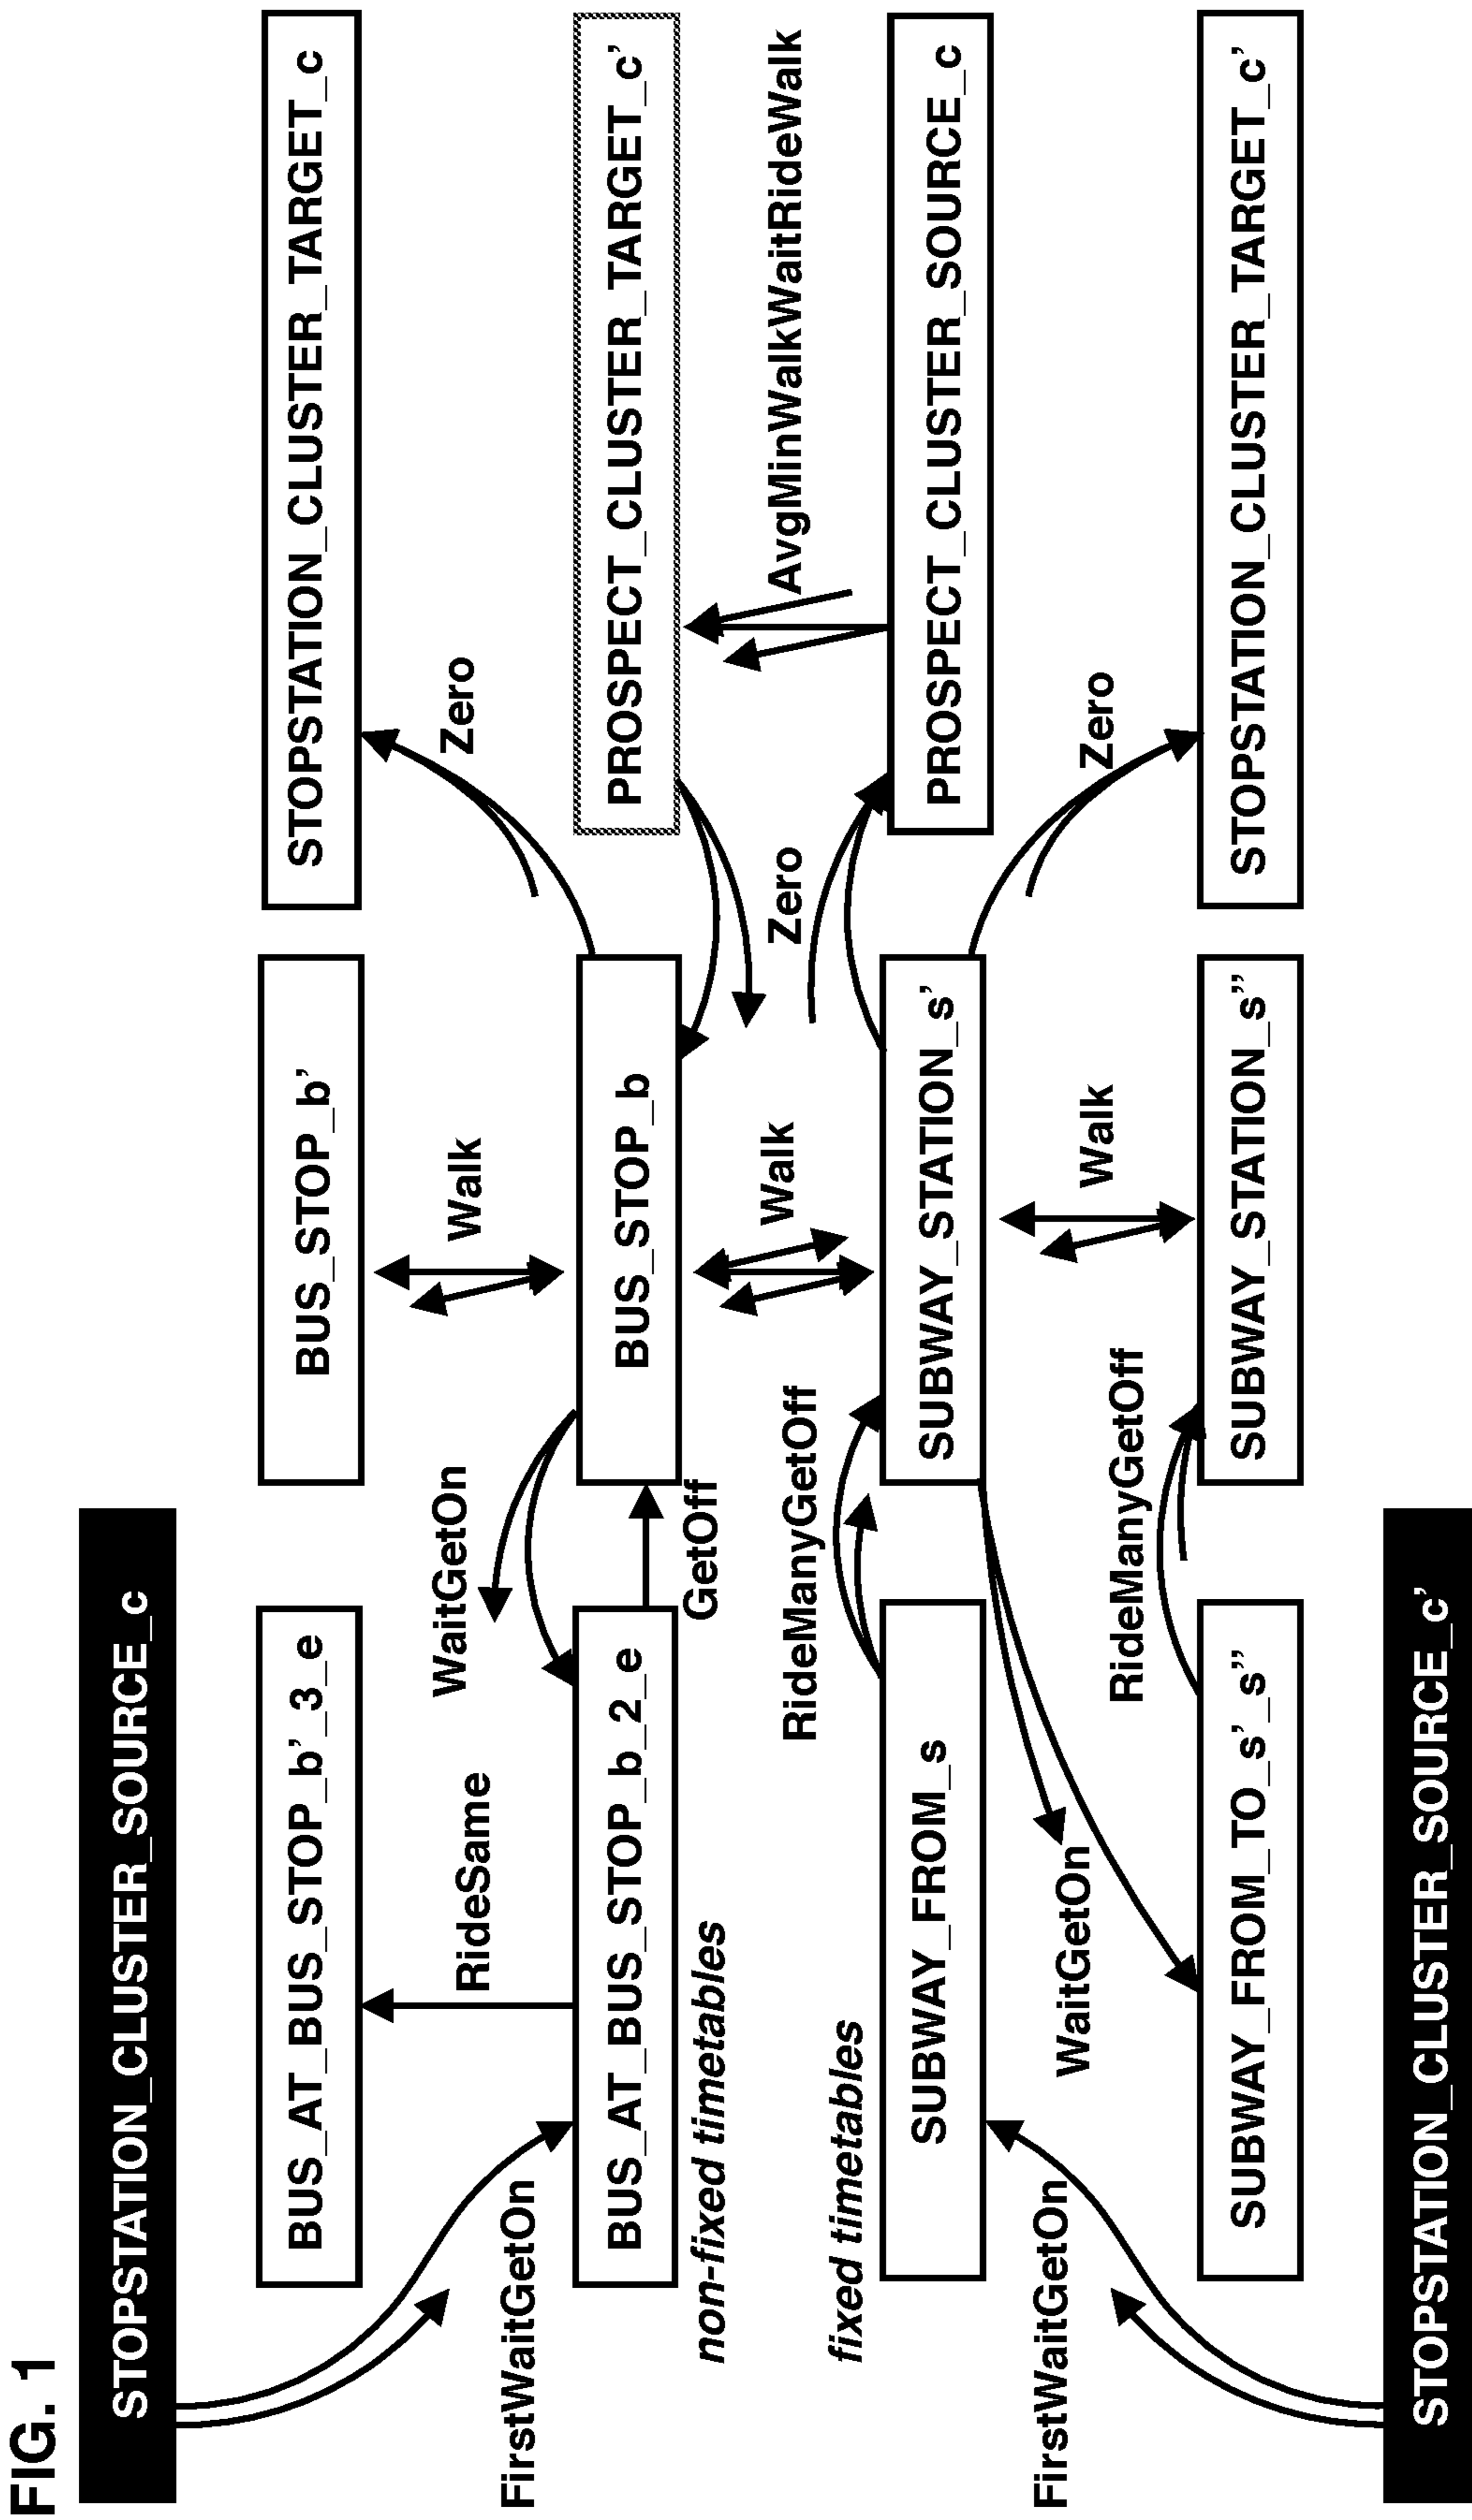 FIG. 1
STOPSTATION_CLUSTER_SOURCE_c
BUS_AT_BUS_STOP_b’_3_e
BUS_STOP_b’
STOPSTATION_CLUSTER_TARGET_c
FirstWaitGetOn
RideSame
WaitGetOn
Walk
Zero
BUS_AT_BUS_STOP_b_2_e
BUS_STOP_b
PROSPECT_CLUSTER_TARGET_c’
non-fixed timetables
GetOff
fixed timetables
RideManyGetOff
Walk
Zero
AvgMinWalkWaitRideWalk
SUBWAY_FROM_s
SUBWAY_STATION_s’
PROSPECT_CLUSTER_SOURCE_c
FirstWaitGetOn
WaitGetOn
RideManyGetOff
Walk
Zero
SUBWAY_FROM_TO_s’_s”
SUBWAY_STATION_s”
STOPSTATION_CLUSTER_TARGET_c’
STOPSTATION_CLUSTER_SOURCE_c’